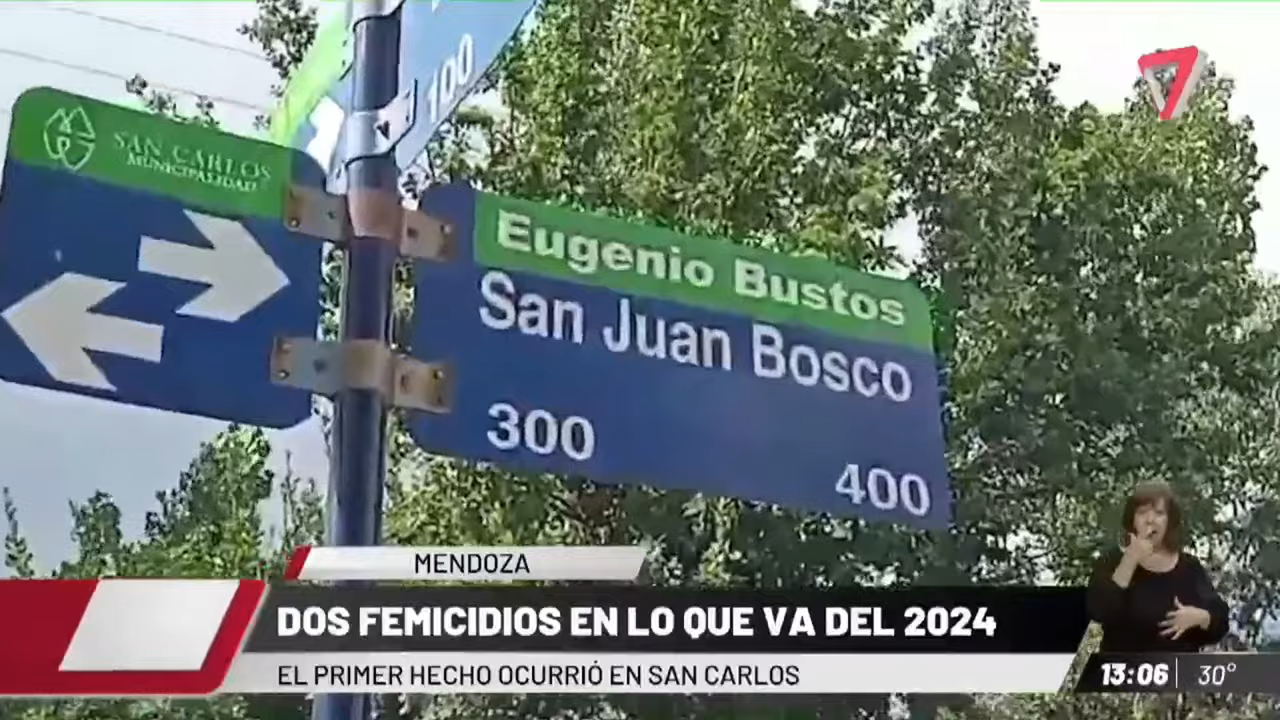 100
7
SAN CARLOS
MUNICIPALIDAD
Eugenio Bustos
San Juan Bosco
300
400
MENDOZA
DOS FEMICIDIOS EN LO QUE VA DEL 2024
EL PRIMER HECHO OCURRIÓ EN SAN CARLOS
13:06 30°